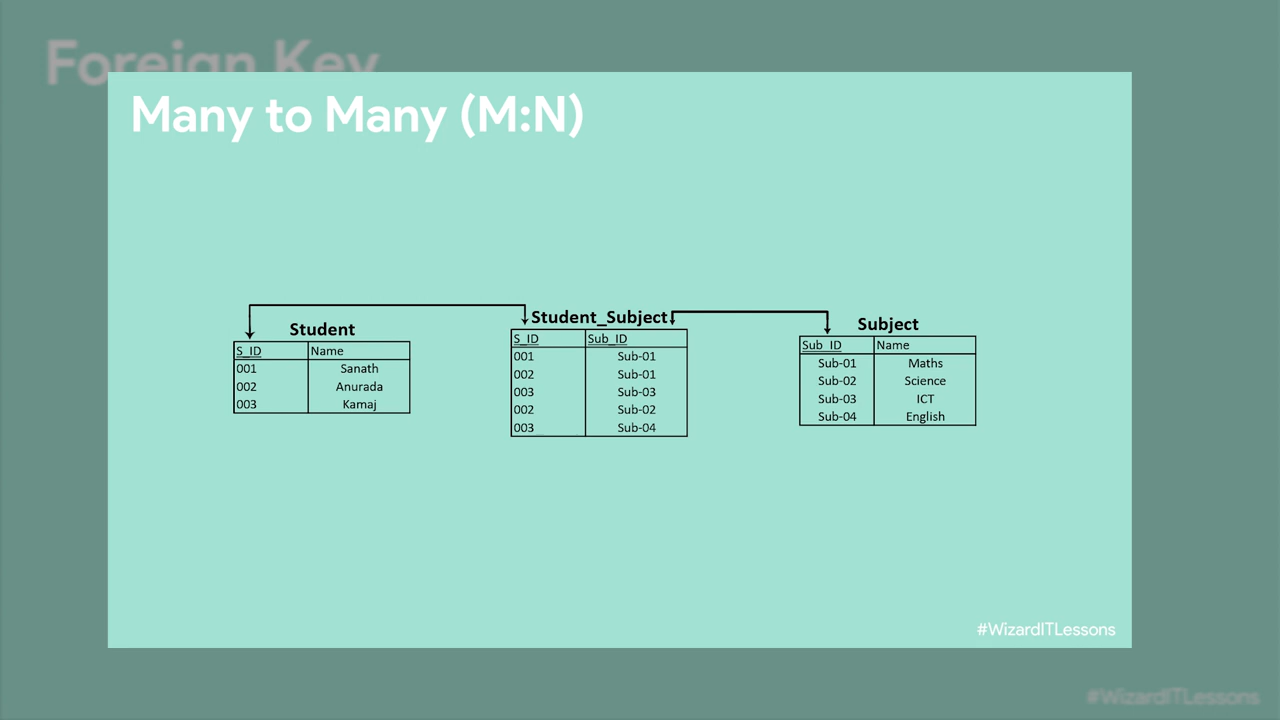 Foreign Key
Many to Many (M:N)
Student
S_ID Name
001 Sanath
002 Anurada
003 Kamaj
Student_Subject
S_ID Sub_ID
001 Sub-01
002 Sub-01
003 Sub-03
002 Sub-02
003 Sub-04
Subject
Sub_ID Name
Sub-01 Maths
Sub-02 Science
Sub-03 ICT
Sub-04 English
#WizardITLessons
#WizardITLessons